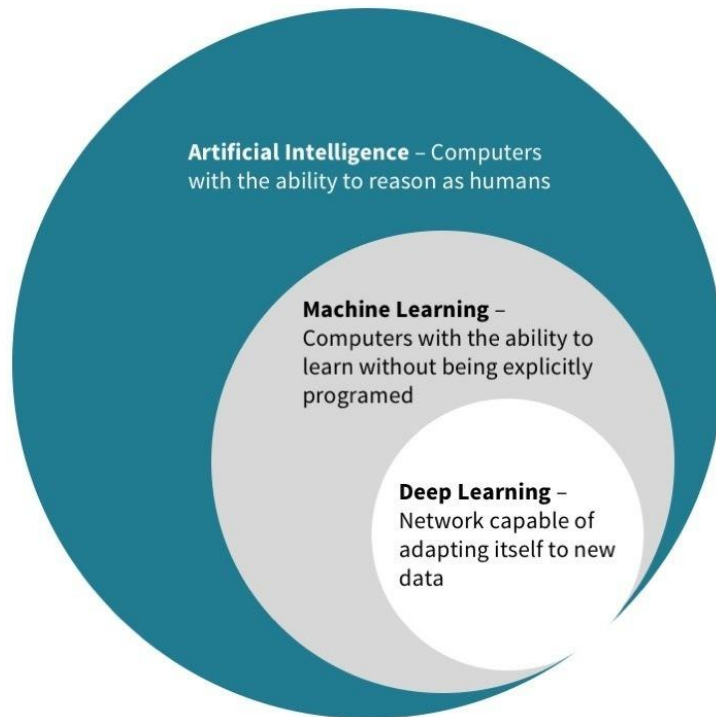 Artificial Intelligence – Computers
with the ability to reason as humans
Machine Learning –
Computers with the ability to
learn without being explicitly
programed
Deep Learning –
Network capable of
adapting itself to new
data